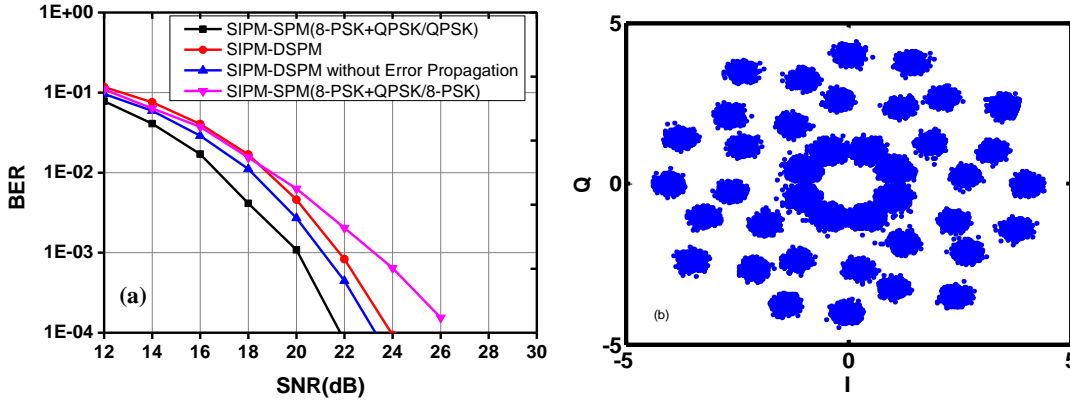 1E+00
1E-01
1E-02
1E-03
1E-04
BER
12 14 16 18 20 22 24 26 28 30
SNR(dB)
SIPM-SPM(8-PSK+QPSK/QPSK)
SIPM-DSPM
SIPM-DSPM without Error Propagation
SIPM-SPM(8-PSK+QPSK/8-PSK)
(a)
5
0
-5
Q
-5 0 5
I
(b)